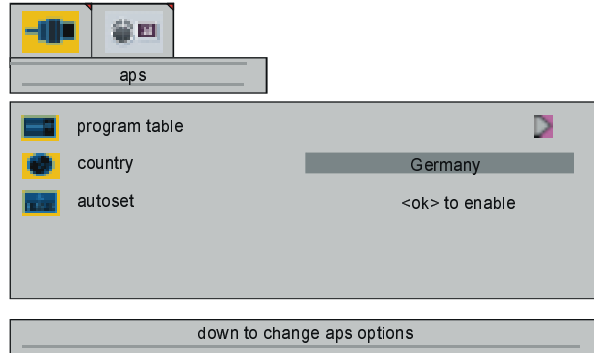 aps
program table
country Germany
autoset <ok> to enable
down to change aps options